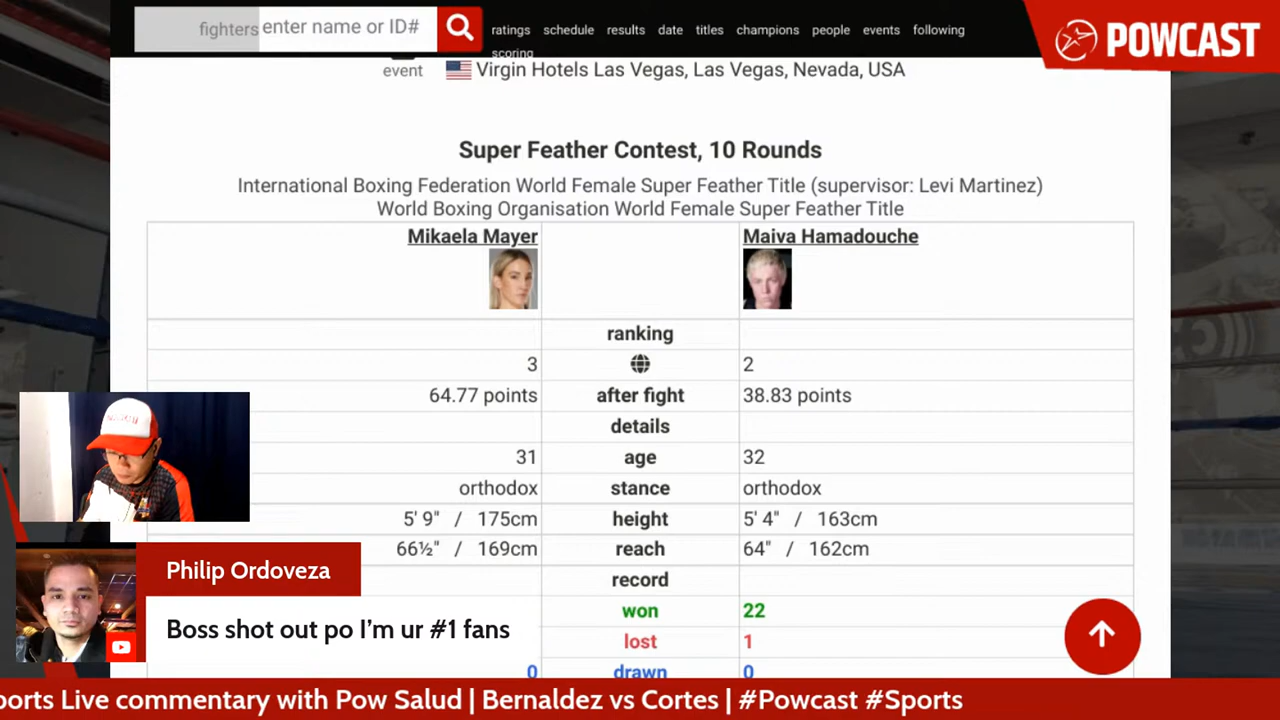 fighters enter name or ID#
ratings schedule results date titles champions people events following
scoring
POWCAST
event Virgin Hotels Las Vegas, Las Vegas, Nevada, USA
Super Feather Contest, 10 Rounds
International Boxing Federation World Female Super Feather Title (supervisor: Levi Martinez)
World Boxing Organisation World Female Super Feather Title
Mikaela Mayer Maiva Hamadouche
ranking
3 2
64.77 points after fight 38.83 points
details
31 age 32
orthodox stance orthodox
5' 9" / 175cm height 5' 4" / 163cm
66½" / 169cm reach 64" / 162cm
record
won 22
lost 1
0 drawn 0
Philip Ordoveza
Boss shot out po I'm ur #1 fans
ports Live commentary with Pow Salud | Bernaldez vs Cortes | #Powcast #Sports